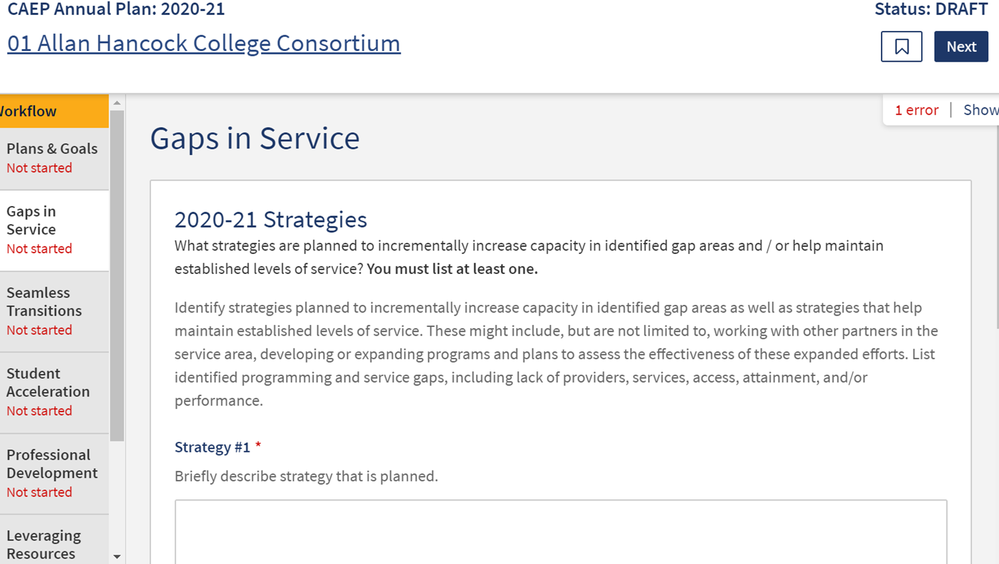 CAEP Annual Plan: 2020-21
Status: DRAFT
01 Allan Hancock College Consortium
Next
Workflow
1 error | Show
Plans & Goals
Not started
Gaps in
Service
Not started
Seamless
Transitions
Not started
Student
Acceleration
Not started
Professional
Development
Not started
Leveraging
Resources
Gaps in Service
2020-21 Strategies
What strategies are planned to incrementally increase capacity in identified gap areas and / or help maintain
established levels of service? You must list at least one.
Identify strategies planned to incrementally increase capacity in identified gap areas as well as strategies that help
maintain established levels of service. These might include, but are not limited to, working with other partners in the
service area, developing or expanding programs and plans to assess the effectiveness of these expanded efforts. List
identified programming and service gaps, including lack of providers, services, access, attainment, and/or
performance.
Strategy #1 *
Briefly describe strategy that is planned.